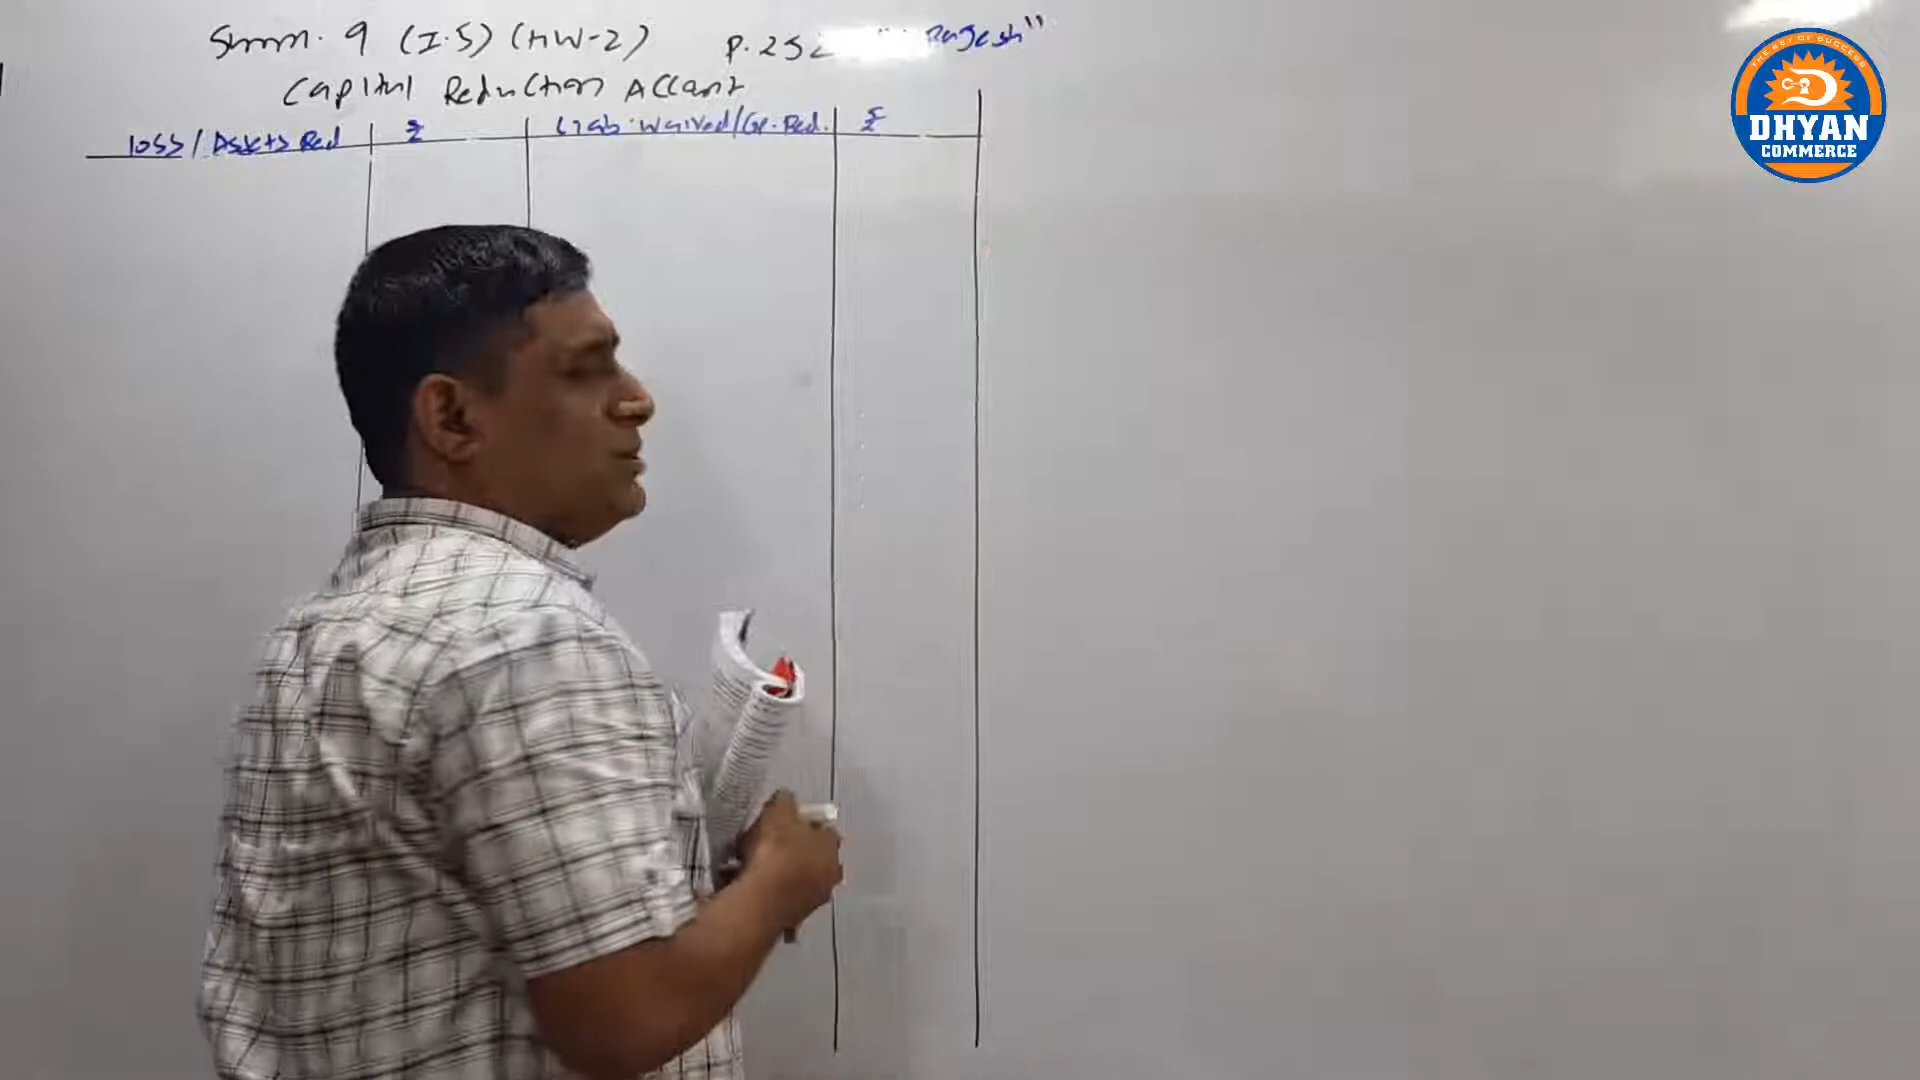 Summ. 9 (I.S) (HW-2) P.252 "Rajesh"
Capital Reduction Account
Loss/Assets Red ₹ Liab. Waived/Cr. Red. ₹
THE KEY OF SUCCESS
DHYAN
COMMERCE